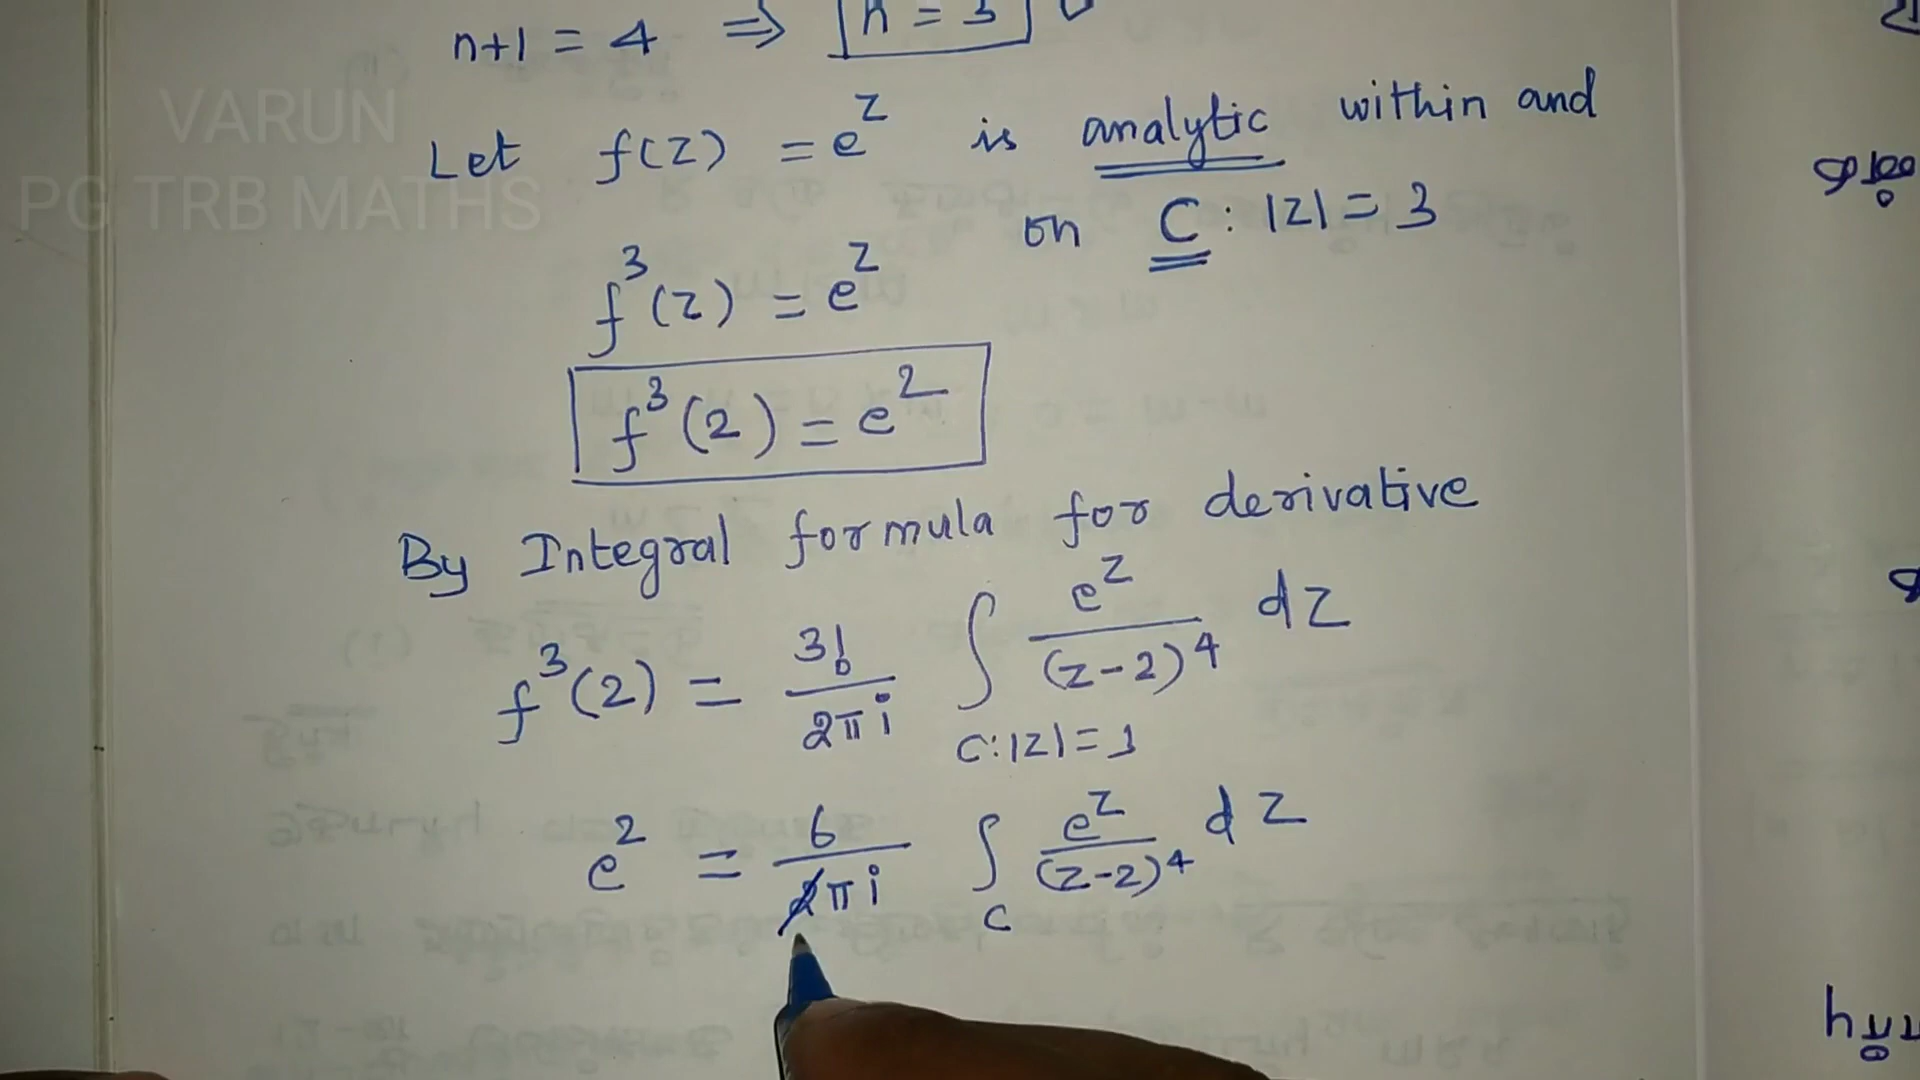 n+1 = 4 ⇒ n = 3
VARUN
PG TRB MATHS
Let f(z) = e^z is analytic within and
on C : |z| = 3
f^3(z) = e^z
f^3(2) = e^2
By Integral formula for derivative
f^3(2) = 3!/2πi ∫ e^z/(z-2)^4 dz
C:|z|=3
e^2 = 6/2πi ∫ e^z/(z-2)^4 dz
C